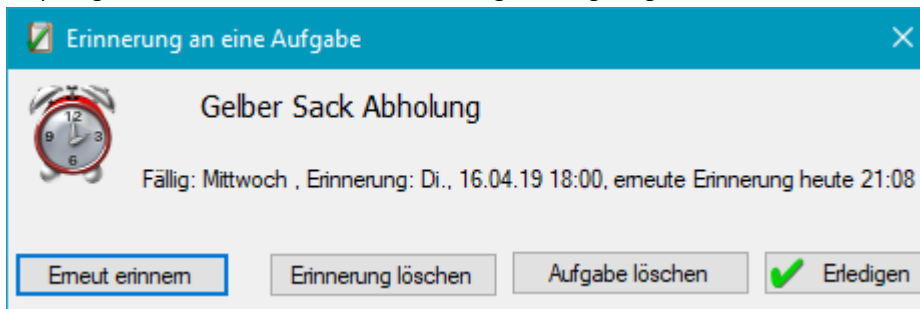 Erinnerung an eine Aufgabe
Gelber Sack Abholung
Fällig: Mittwoch , Erinnerung: Di., 16.04.19 18:00, erneute Erinnerung heute 21:08
Erneut erinnern
Erinnerung löschen
Aufgabe löschen
Erledigen